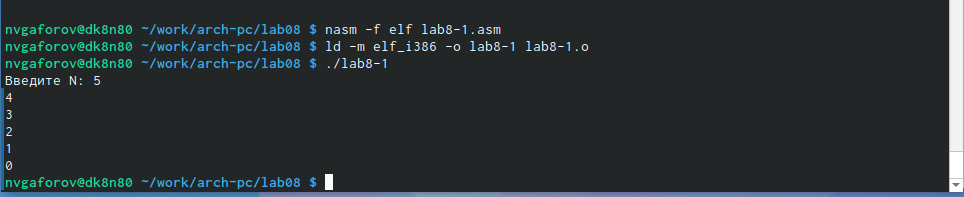 nvgaforov@dk8n80 ~/work/arch-pc/lab08 $ nasm -f elf lab8-1.asm
nvgaforov@dk8n80 ~/work/arch-pc/lab08 $ ld -m elf_i386 -o lab8-1 lab8-1.o
nvgaforov@dk8n80 ~/work/arch-pc/lab08 $ ./lab8-1
Введите N: 5
4
3
2
1
0
nvgaforov@dk8n80 ~/work/arch-pc/lab08 $